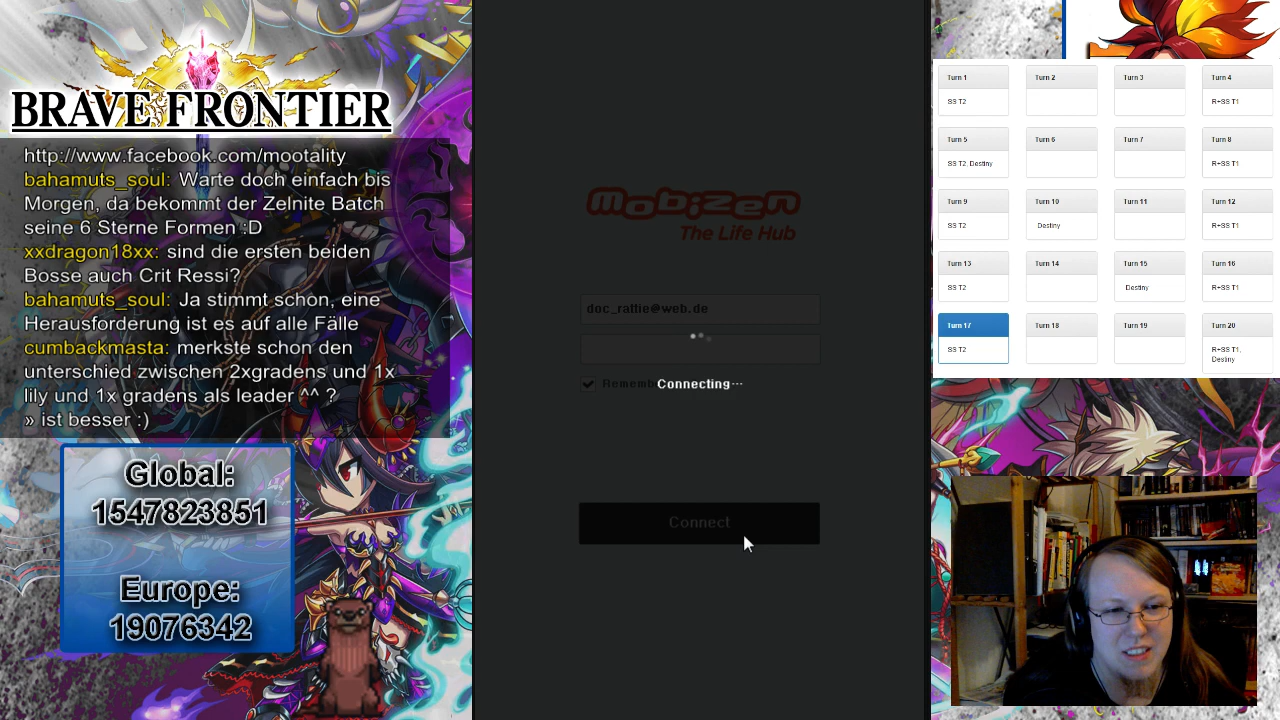 BRAVE FRONTIER
http://www.facebook.com/mootality
bahamuts_soul: Warte doch einfach bis
Morgen, da bekommt der Zelnite Batch
seine 6 Sterne Formen :D
xxdragon18xx: sind die ersten beiden
Bosse auch Crit Ressi?
bahamuts_soul: Ja stimmt schon, eine
Herausforderung ist es auf alle Fälle
cumbackmasta: merkste schon den
unterschied zwischen 2xgradens und 1x
lily und 1x gradens als leader ^^ ?
» ist besser :)
Global:
1547823851
Europe:
19076342
Mobizen
The Life Hub
doc_rattie@web.de
Connecting···
Connect
Turn 1
SS T2
Turn 2
Turn 3
Turn 4
R+SS T1
Turn 5
SS T2, Destiny
Turn 6
Turn 7
Turn 8
R+SS T1
Turn 9
SS T2
Turn 10
Destiny
Turn 11
Turn 12
R+SS T1
Turn 13
SS T2
Turn 14
Turn 15
Destiny
Turn 16
R+SS T1
Turn 17
SS T2
Turn 18
Turn 19
Turn 20
R+SS T1,
Destiny